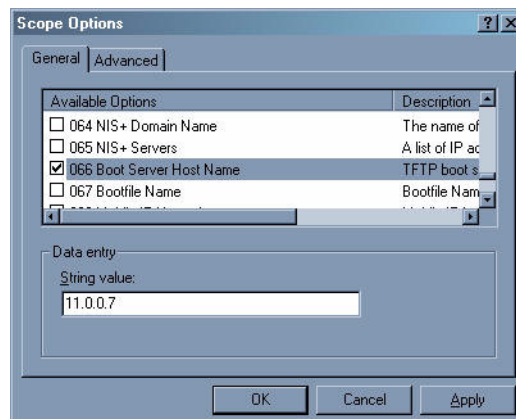 Scope Options
General Advanced
Available Options Description
064 NIS+ Domain Name The name of
065 NIS+ Servers A list of IP ac
066 Boot Server Host Name TFTP boot s
067 Bootfile Name Bootfile Nam
Data entry
String value:
11.0.0.7
OK Cancel Apply